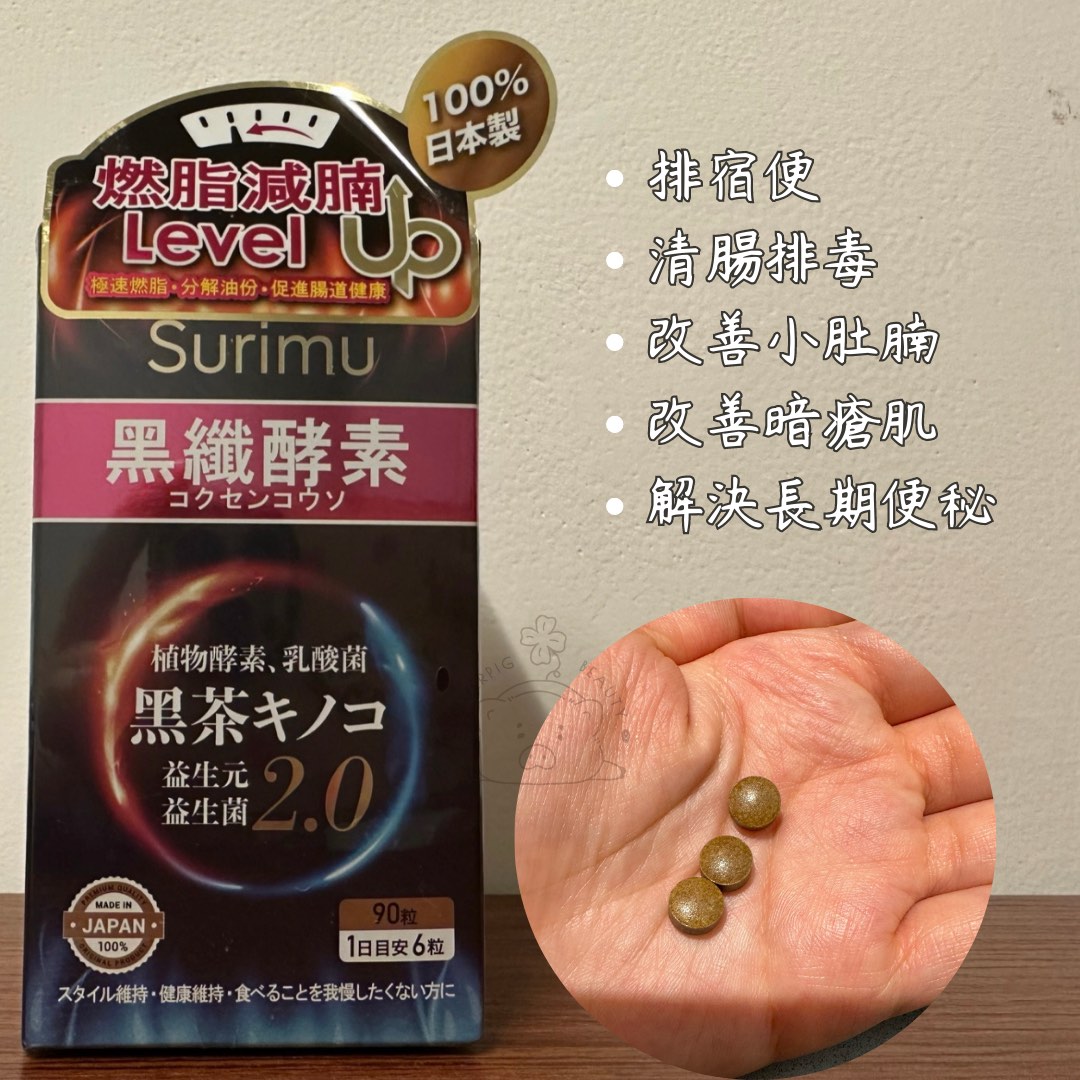 100%
日本製
燃脂減腩
Level UP
極速燃脂・分解油份・促進腸道健康
Surimu
黑纖酵素
コクセンコウソ
植物酵素、乳酸菌
黑茶キノコ
益生元
益生菌
2.0
PREMIUM QUALITY
MADE IN
JAPAN
100%
ORIGINAL PRODUCT
90粒
1日目安6粒
スタイル維持・健康維持・食べることを我慢したくない方に
• 排宿便
• 清腸排毒
• 改善小肚腩
• 改善暗瘡肌
• 解決長期便秘